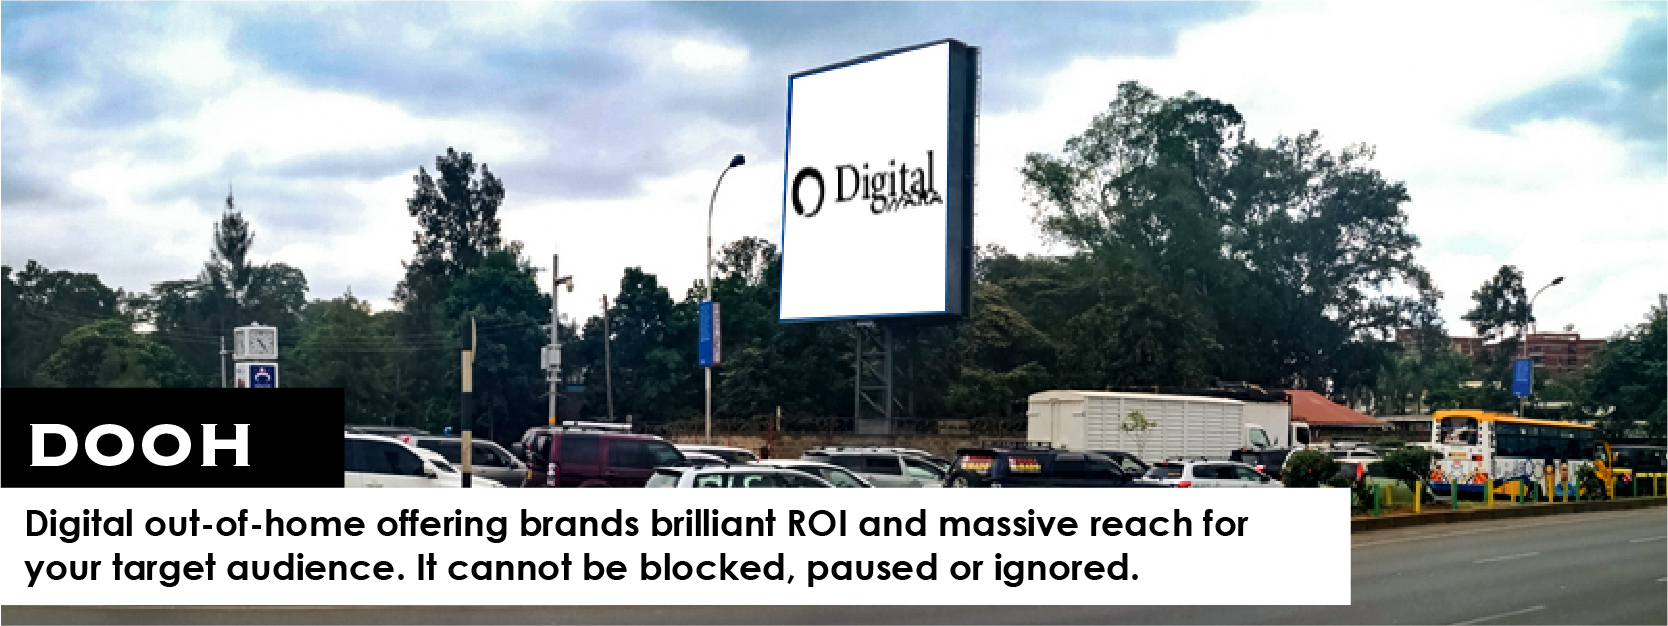 Digital
WAKA
DOOH
Digital out-of-home offering brands brilliant ROI and massive reach for
your target audience. It cannot be blocked, paused or ignored.